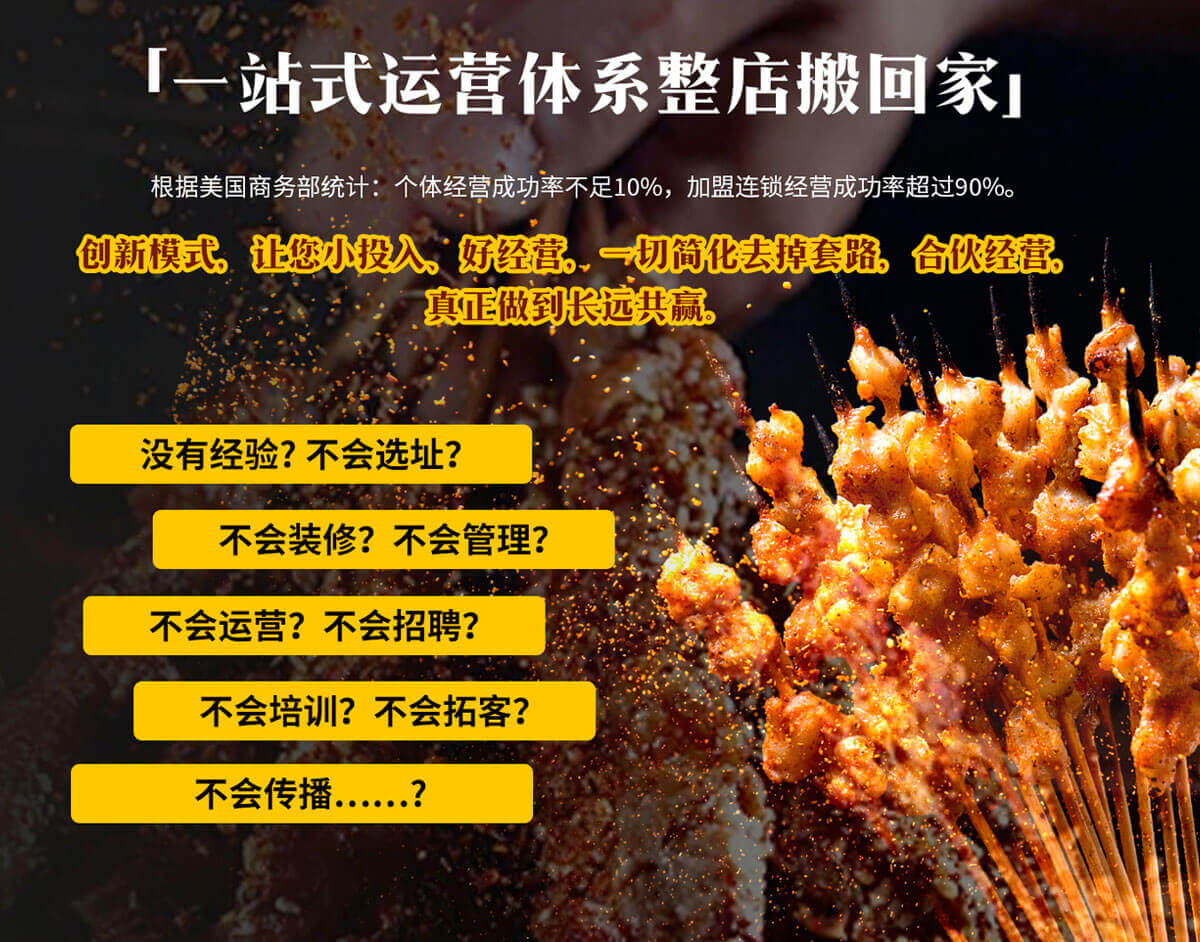 「一站式运营体系整店搬回家」
根据美国商务部统计：个体经营成功率不足10%，加盟连锁经营成功率超过90%。
创新模式，让您小投入、好经营，一切简化去掉套路，合伙经营，
真正做到长远共赢。
没有经验? 不会选址?
不会装修? 不会管理?
不会运营? 不会招聘?
不会培训? 不会拓客?
不会传播......?